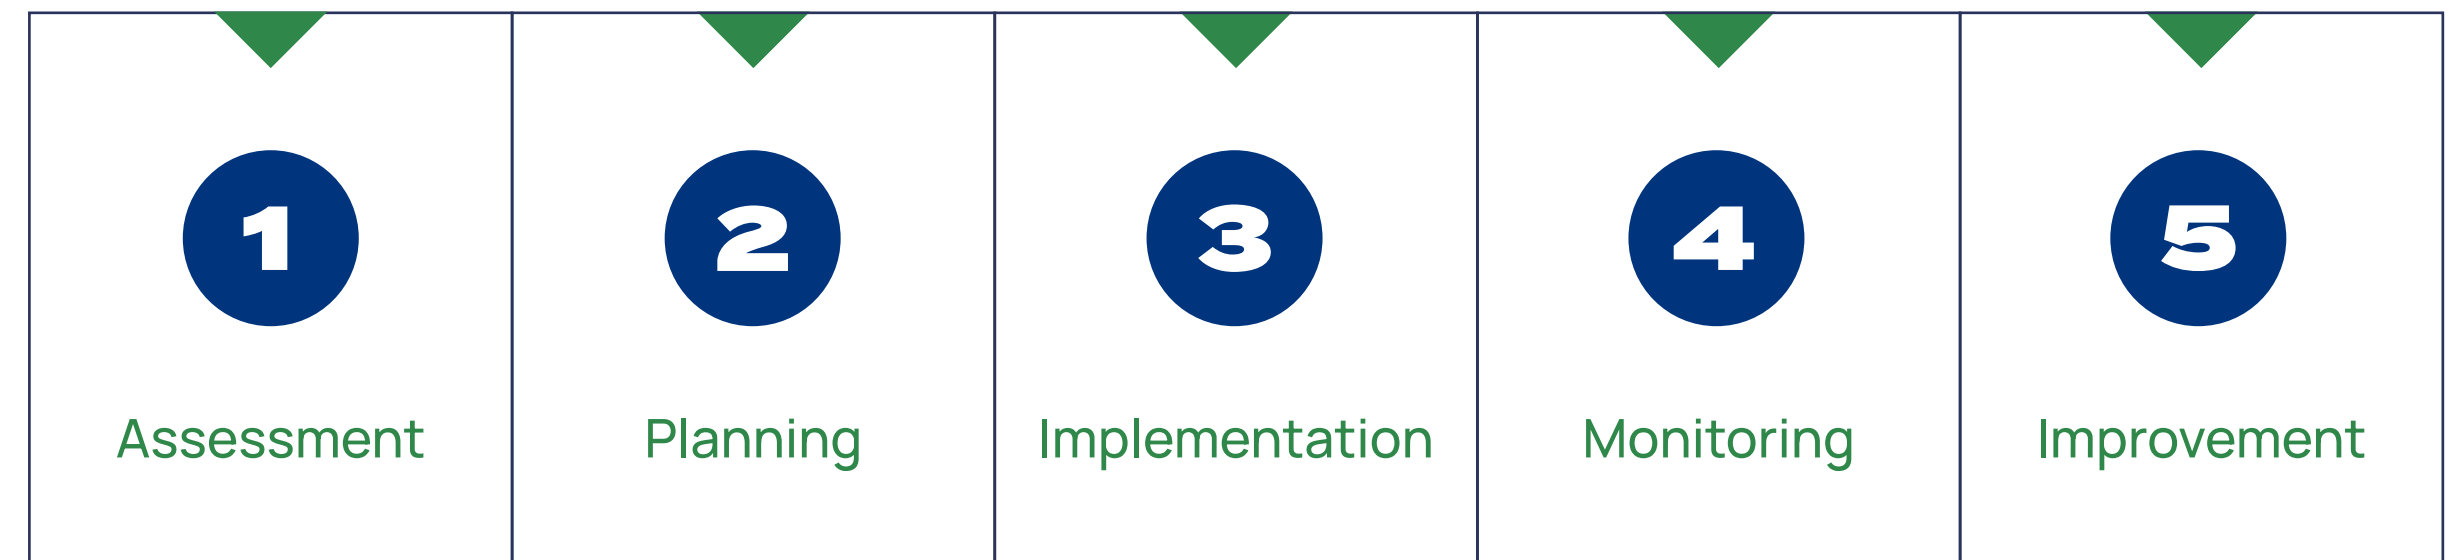 1
2
3
4
5
Assessment
Planning
Implementation
Monitoring
Improvement